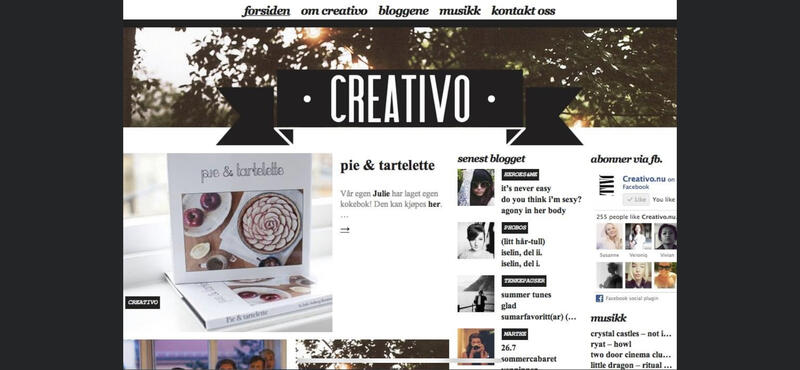 forsiden om creativo bloggene musikk kontakt oss
• CREATIVO •
pie & tartelette
Pie & tartelette
CREATIVO
pie & tartelette
Vår egen Julie har laget egen
kokebok! Den kan kjøpes her.
...
→
senest blogget
HEROES&ME
it's never easy
do you think i'm sexy?
agony in her body
PHOBOS
(litt hår-tull)
iselin, del ii.
iselin, del i.
TENKEPAUSER
summer tunes
glad
sumarfavoritt(ar) (…
MARTHE
26.7
sommercabaret
abonner via fb.
Creativo.nu on
Facebook
Like You like
255 people like Creativo.nu.
Susanne Veroniq Vivian
Facebook social plugin
musikk
crystal castles – not i…
ryat – howl
two door cinema clu…
little dragon – ritual …